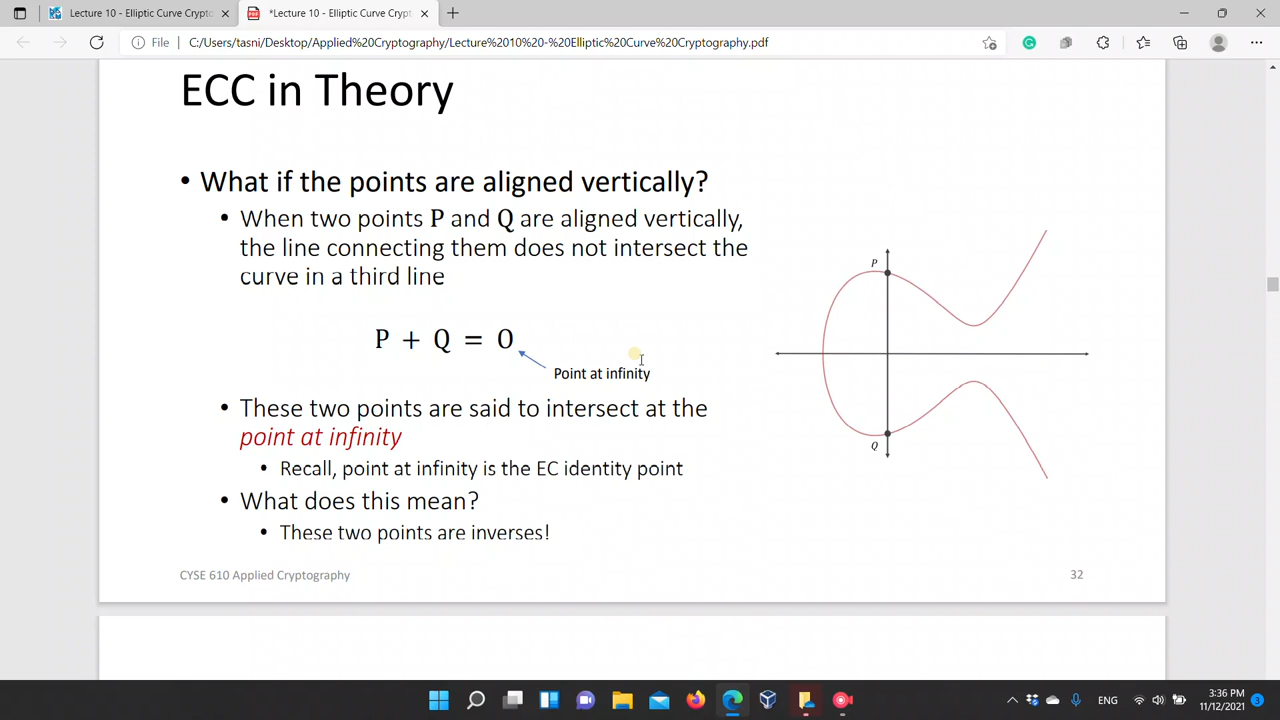 Lecture 10 - Elliptic Curve Crypto
*Lecture 10 - Elliptic Curve Crypt
File
C:/Users/tasni/Desktop/Applied%20Cryptography/Lecture%2010%20-%20Elliptic%20Curve%20Cryptography.pdf
ECC in Theory
• What if the points are aligned vertically?
• When two points P and Q are aligned vertically,
the line connecting them does not intersect the
curve in a third line
P + Q = O
Point at infinity
• These two points are said to intersect at the
point at infinity
• Recall, point at infinity is the EC identity point
• What does this mean?
• These two points are inverses!
P
Q
CYSE 610 Applied Cryptography
32
ENG
3:36 PM
11/12/2021
3